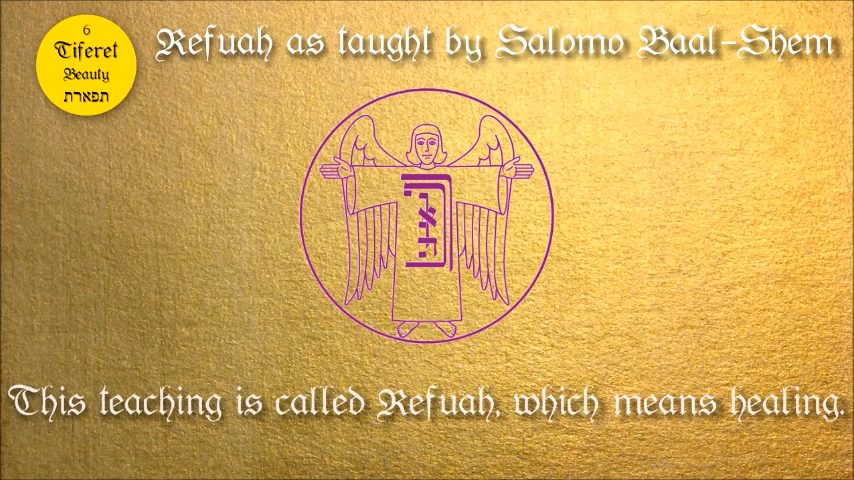 6
Tiferet
Beauty
תפארת
Refuah as taught by Salomo Baal-Shem
This teaching is called Refuah, which means healing.